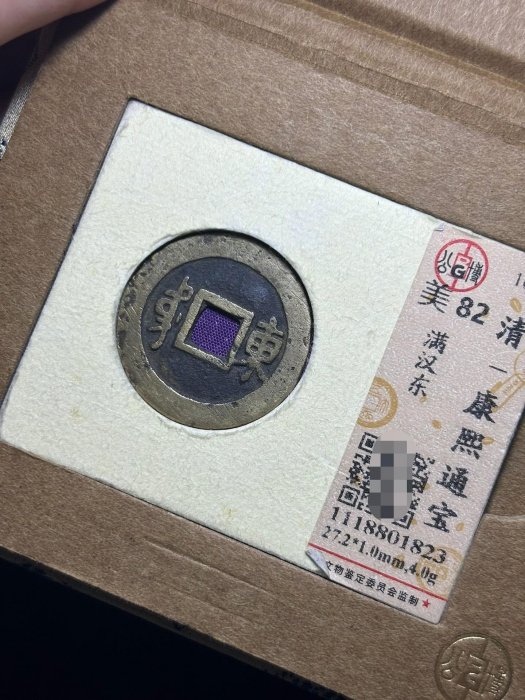 東
G
美 82
清-康熙通宝
满汉东
1118801823
27.2*1.0mm,4.0g
文物鉴定委员会监制